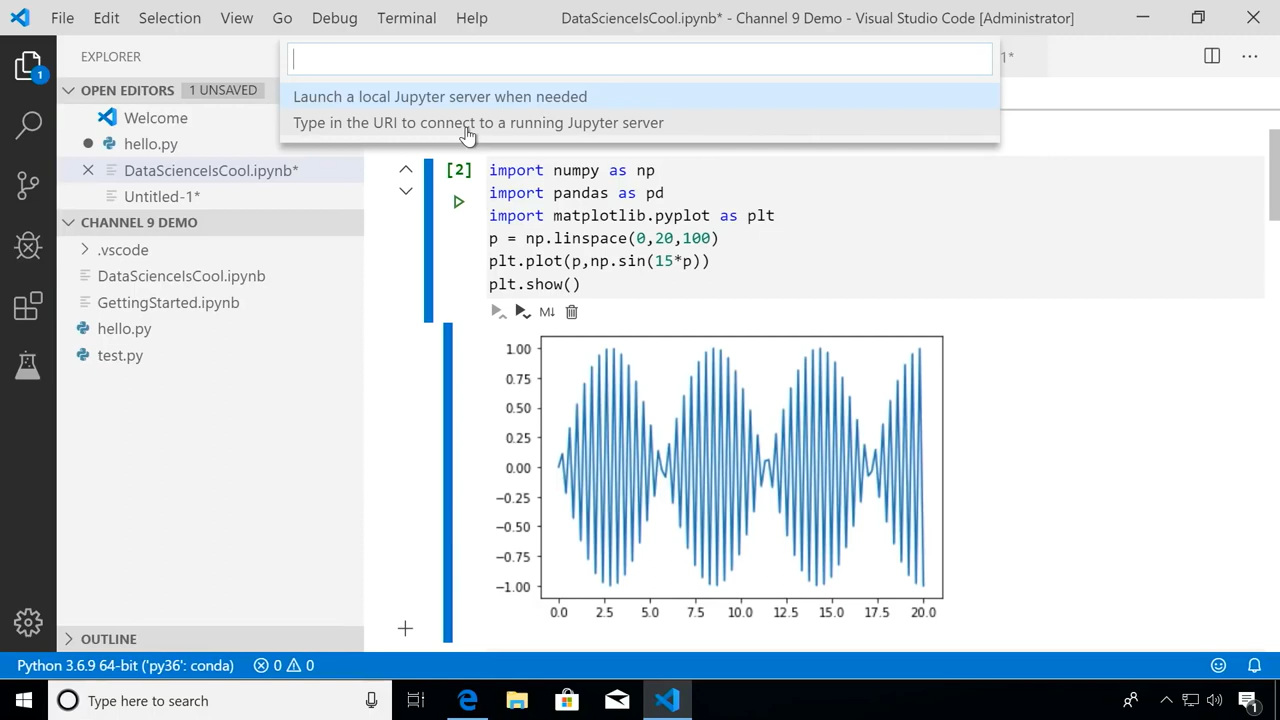 File Edit Selection View Go Debug Terminal Help DataScienceIsCool.ipynb* - Channel 9 Demo - Visual Studio Code [Administrator]
EXPLORER
1*
OPEN EDITORS 1 UNSAVED
Launch a local Jupyter server when needed
Type in the URI to connect to a running Jupyter server
1
Welcome
hello.py
DataScienceIsCool.ipynb*
Untitled-1*
CHANNEL 9 DEMO
.vscode
DataScienceIsCool.ipynb
GettingStarted.ipynb
hello.py
test.py
OUTLINE
[2]
import numpy as np
import pandas as pd
import matplotlib.pyplot as plt
p = np.linspace(0,20,100)
plt.plot(p,np.sin(15*p))
plt.show()
M↓
1.00
0.75
0.50
0.25
0.00
−0.25
−0.50
−0.75
−1.00
0.0 2.5 5.0 7.5 10.0 12.5 15.0 17.5 20.0
Python 3.6.9 64-bit ('py36': conda) 0 0
Type here to search
1